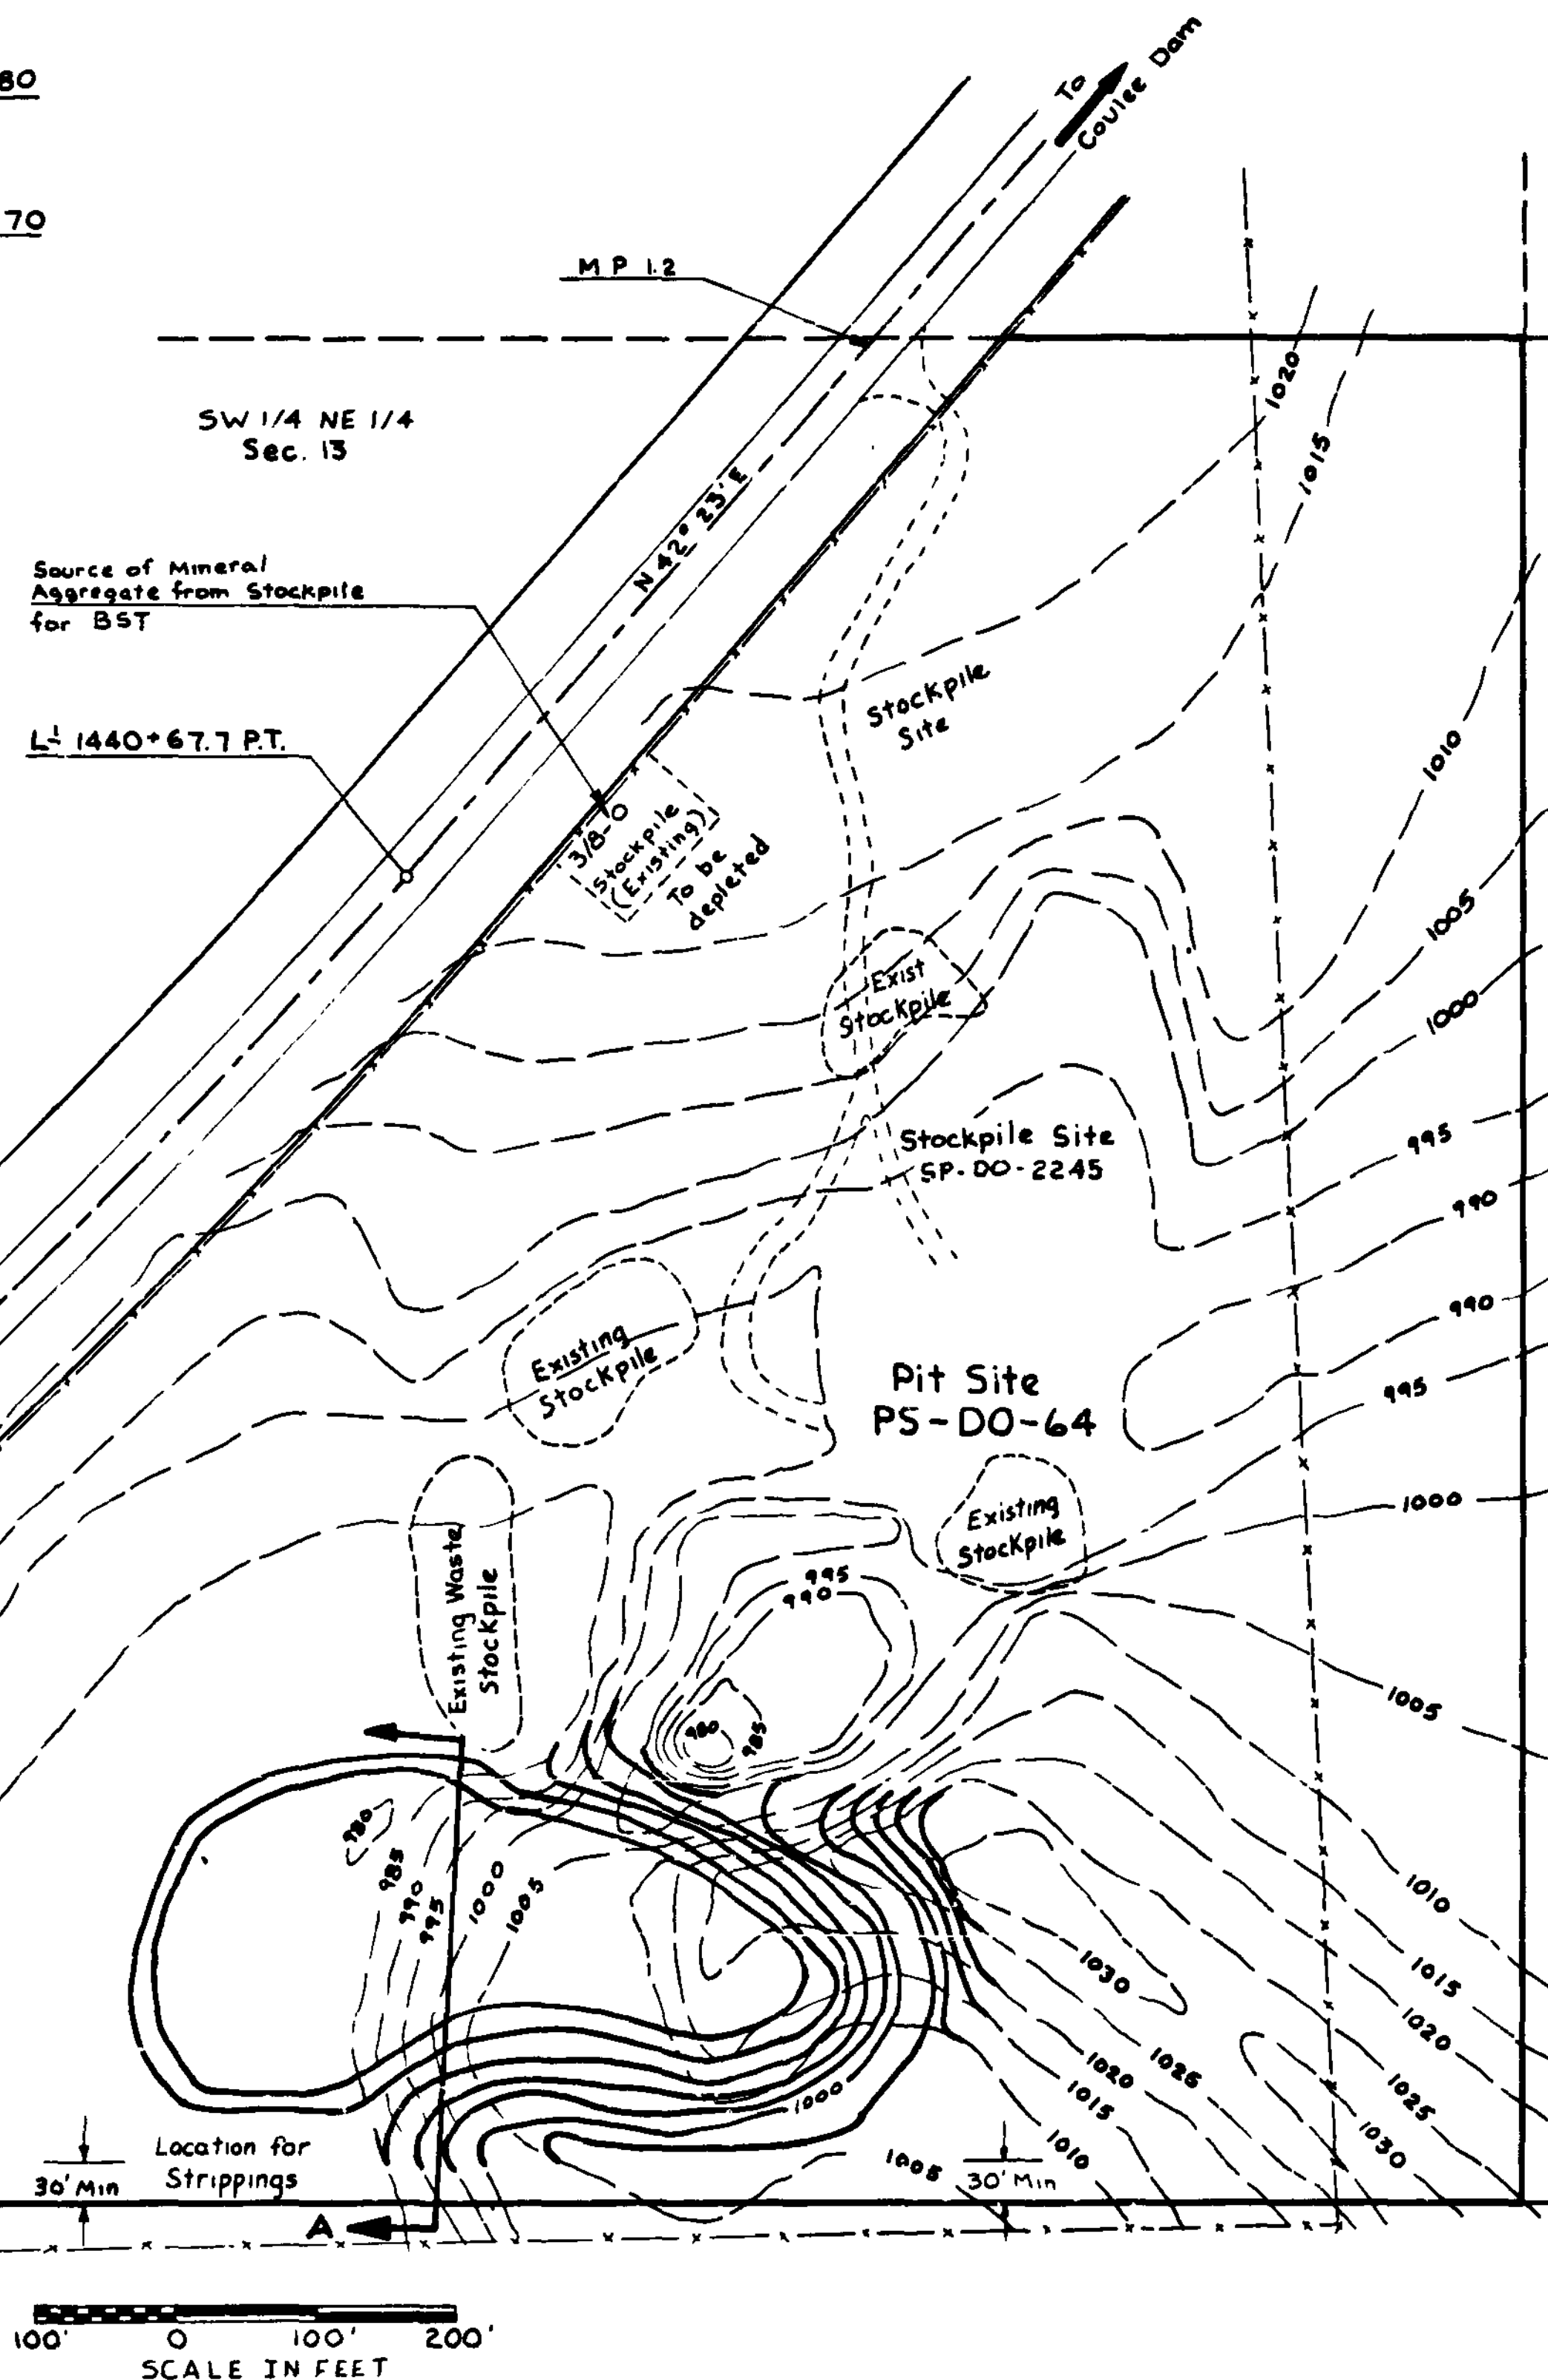 80
To
Coulee Dam
70
M P 1.2
1020
SW 1/4 NE 1/4
Sec. 13
1015
N 42° 23' E
Source of Mineral
Aggregate from Stockpile
for BST
Stockpile
Site
L¹ 1440+67.7 P.T.
1010
3/8-0
Stockpile
(Existing)
To be
depleted
1005
Exist
Stockpile
1000
Stockpile Site
SP-DO-2245
995
990
990
Existing
Stockpile
Pit Site
PS-DO-64
995
1000
Existing
Stockpile
Existing Waste
Stockpile
995
990
1005
980
985
980
985
990
995
1000
1005
1010
1030
1015
1020
1025
1020
1015
1025
1030
1000
1010
1005
Location for
Strippings
30' Min
30' Min
A
100' 0 100' 200'
SCALE IN FEET